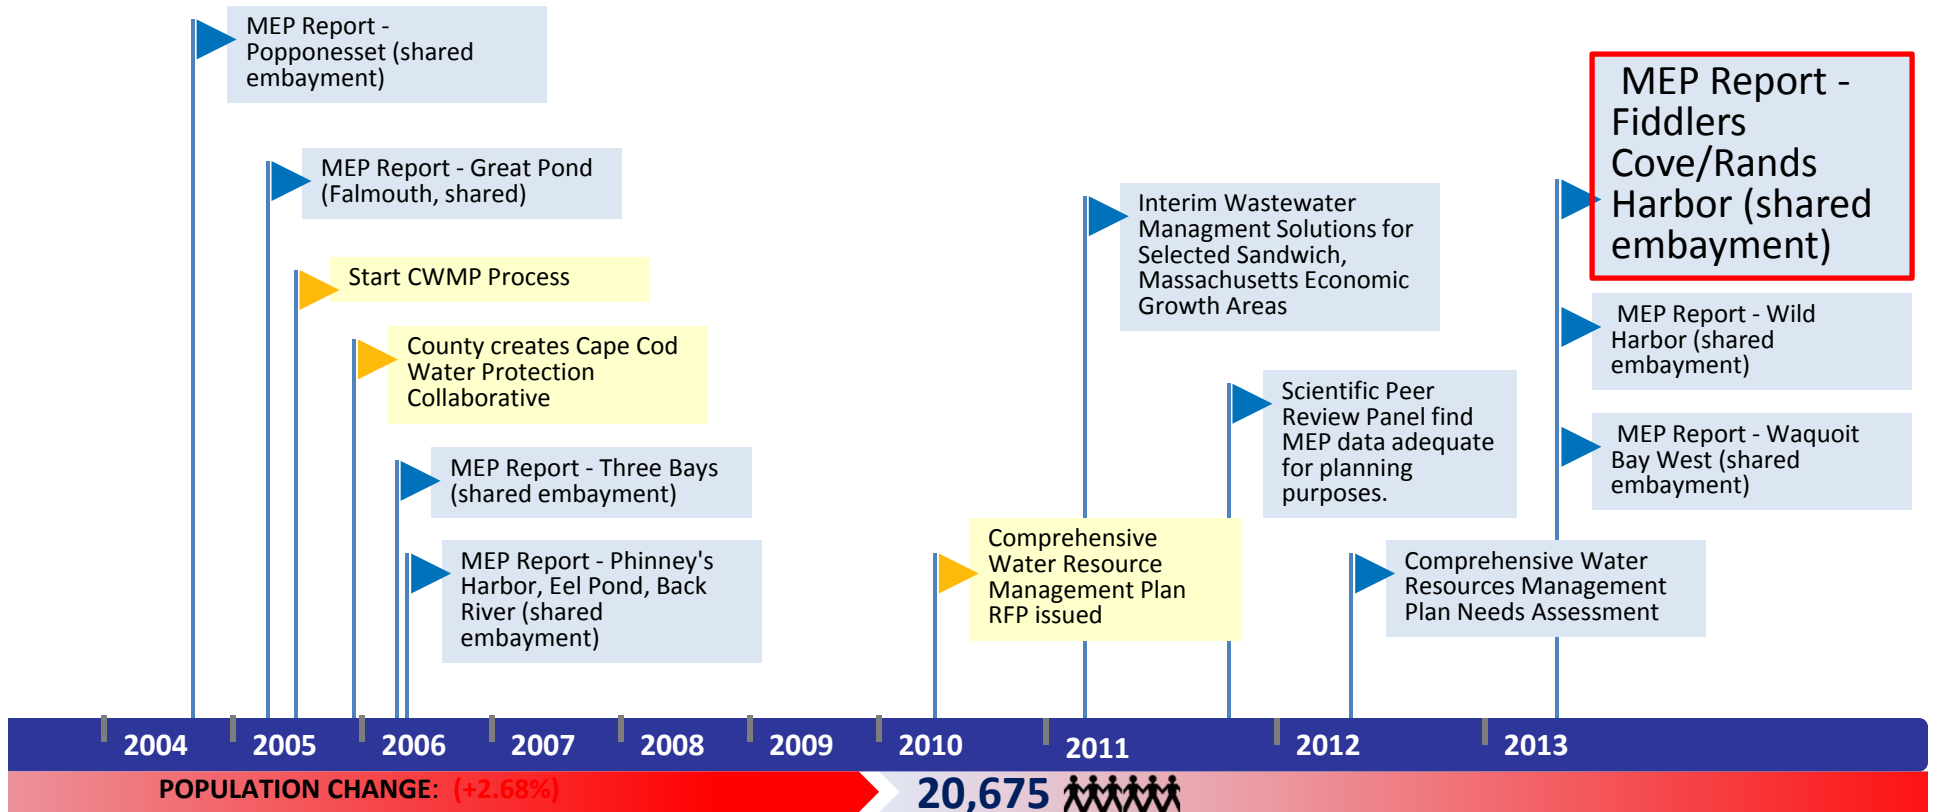 MEP Report -
Popponesset (shared
embayment)
MEP Report - Great Pond
(Falmouth, shared)
Start CWMP Process
County creates Cape Cod
Water Protection
Collaborative
MEP Report - Three Bays
(shared embayment)
MEP Report - Phinney's
Harbor, Eel Pond, Back
River (shared
embayment)
Comprehensive
Water Resource
Management Plan
RFP issued
Interim Wastewater
Managment Solutions for
Selected Sandwich,
Massachusetts Economic
Growth Areas
Scientific Peer
Review Panel find
MEP data adequate
for planning
purposes.
Comprehensive Water
Resources Management
Plan Needs Assessment
MEP Report -
Fiddlers
Cove/Rands
Harbor (shared
embayment)
MEP Report - Wild
Harbor (shared
embayment)
MEP Report - Waquoit
Bay West (shared
embayment)
2004 2005 2006 2007 2008 2009 2010 2011 2012 2013
POPULATION CHANGE: (+2.68%) 20,675